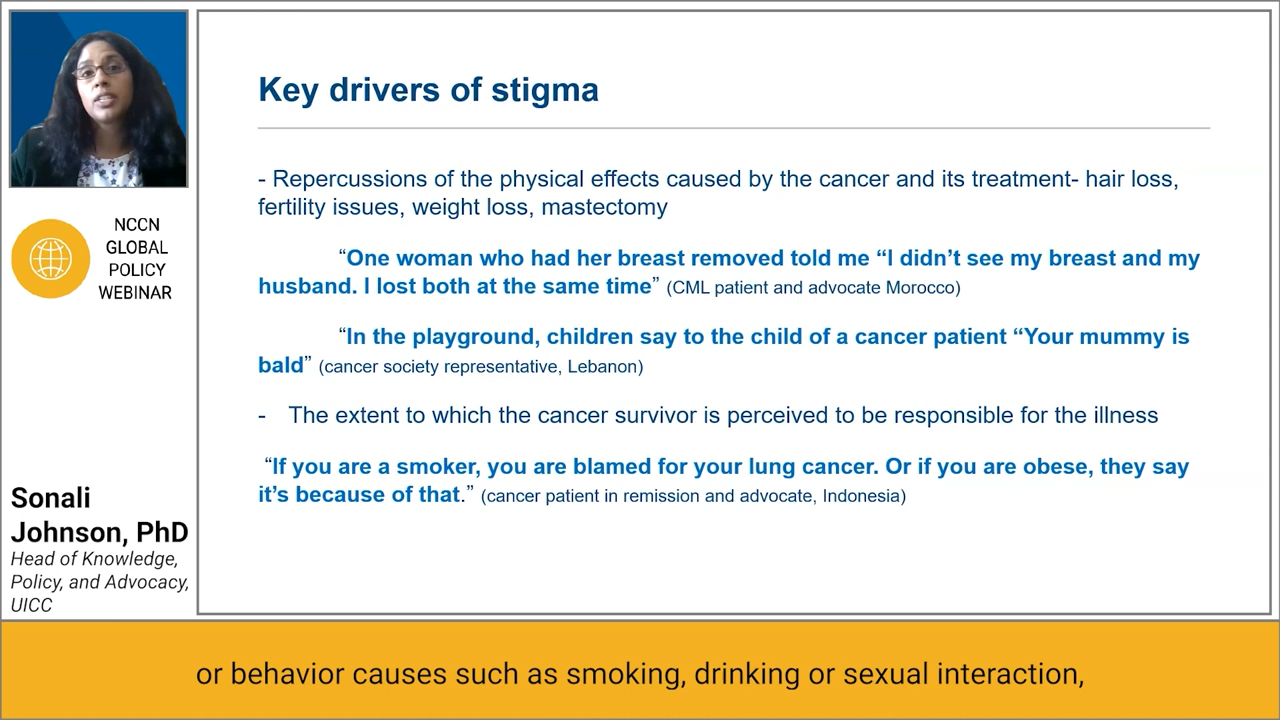 Key drivers of stigma
- Repercussions of the physical effects caused by the cancer and its treatment- hair loss,
fertility issues, weight loss, mastectomy
“One woman who had her breast removed told me “I didn’t see my breast and my
husband. I lost both at the same time” (CML patient and advocate Morocco)
“In the playground, children say to the child of a cancer patient “Your mummy is
bald” (cancer society representative, Lebanon)
- The extent to which the cancer survivor is perceived to be responsible for the illness
“If you are a smoker, you are blamed for your lung cancer. Or if you are obese, they say
it’s because of that.” (cancer patient in remission and advocate, Indonesia)
NCCN
GLOBAL
POLICY
WEBINAR
Sonali
Johnson, PhD
Head of Knowledge,
Policy, and Advocacy,
UICC
or behavior causes such as smoking, drinking or sexual interaction,